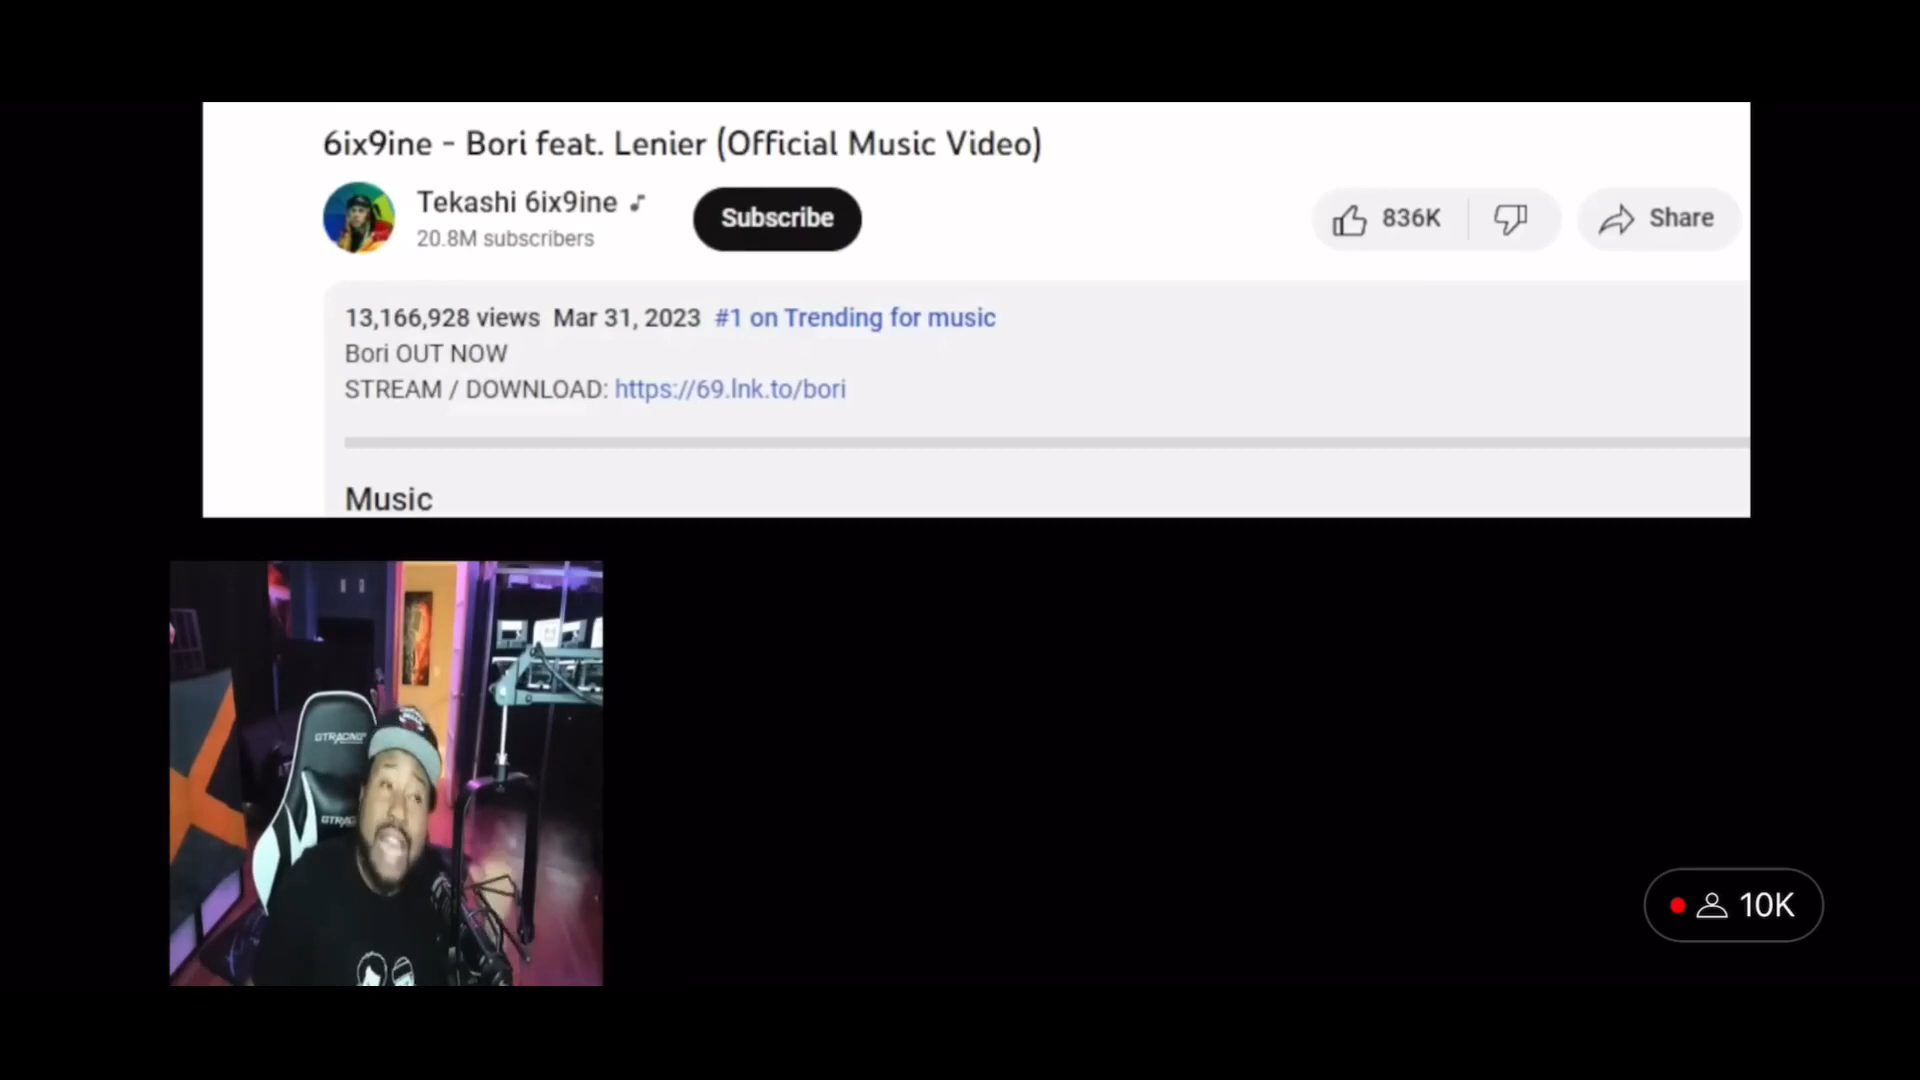 6ix9ine - Bori feat. Lenier (Official Music Video)
Tekashi 6ix9ine
20.8M subscribers
Subscribe
836K
Share
13,166,928 views Mar 31, 2023 #1 on Trending for music
Bori OUT NOW
STREAM / DOWNLOAD: https://69.lnk.to/bori
Music
GTRACING
10K